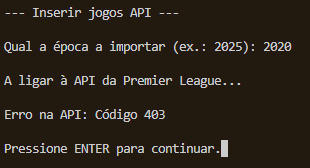 --- Inserir jogos API ---
Qual a época a importar (ex.: 2025): 2020
A ligar à API da Premier League...
Erro na API: Código 403
Pressione ENTER para continuar.